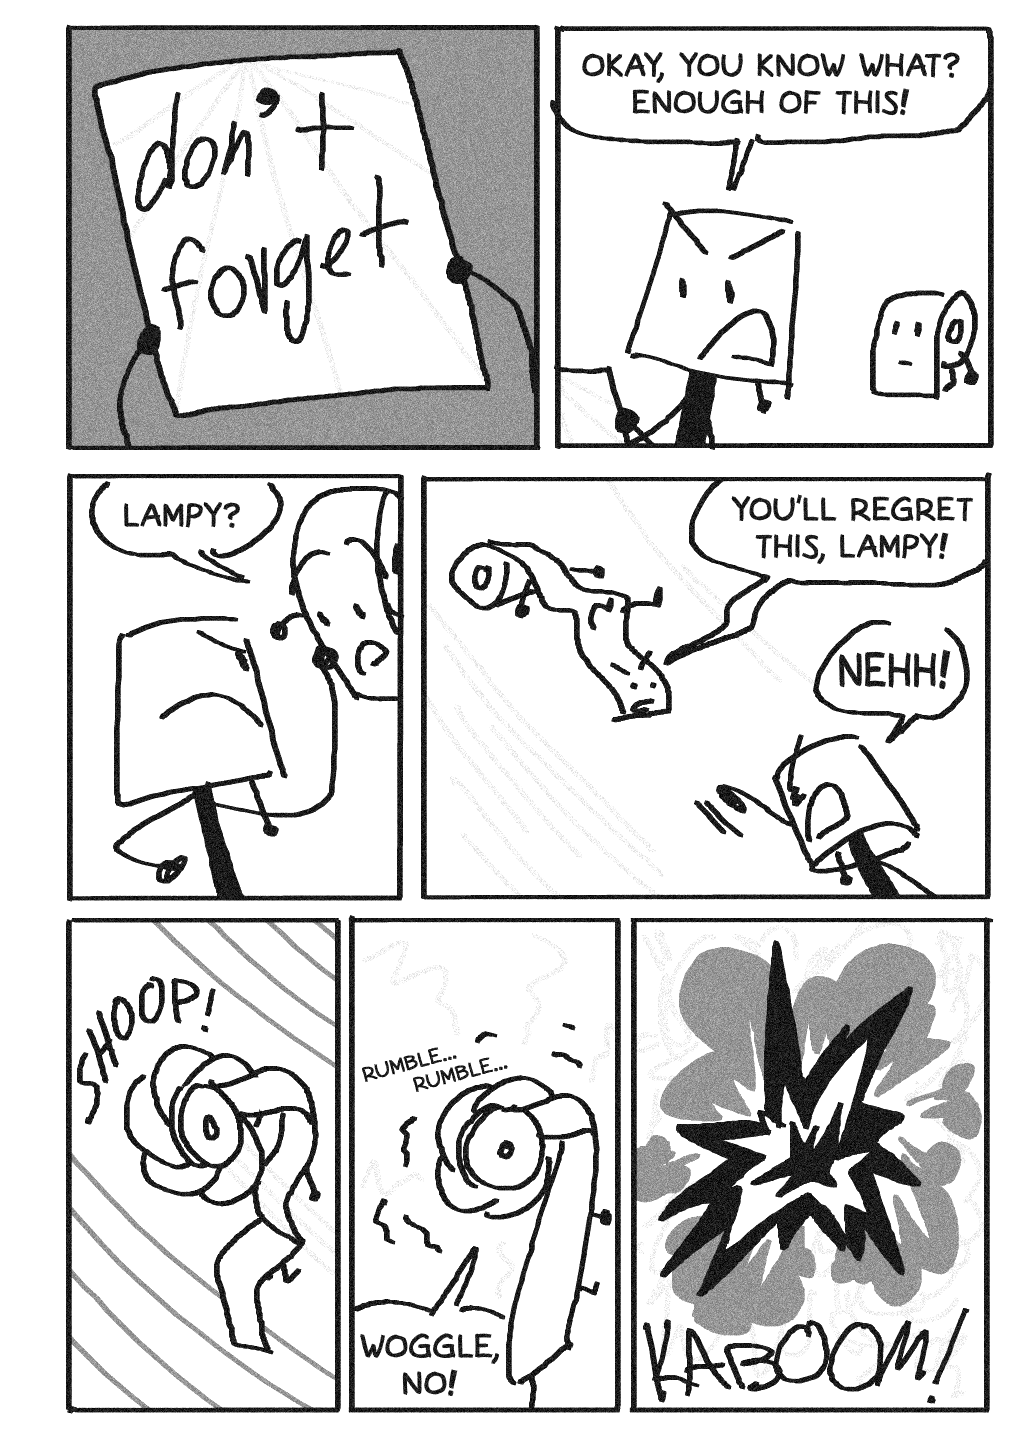 don't
forget
OKAY, YOU KNOW WHAT?
ENOUGH OF THIS!
LAMPY?
YOU'LL REGRET
THIS, LAMPY!
NEHH!
SHOOP!
RUMBLE...
RUMBLE...
WOGGLE,
NO!
KABOOM!